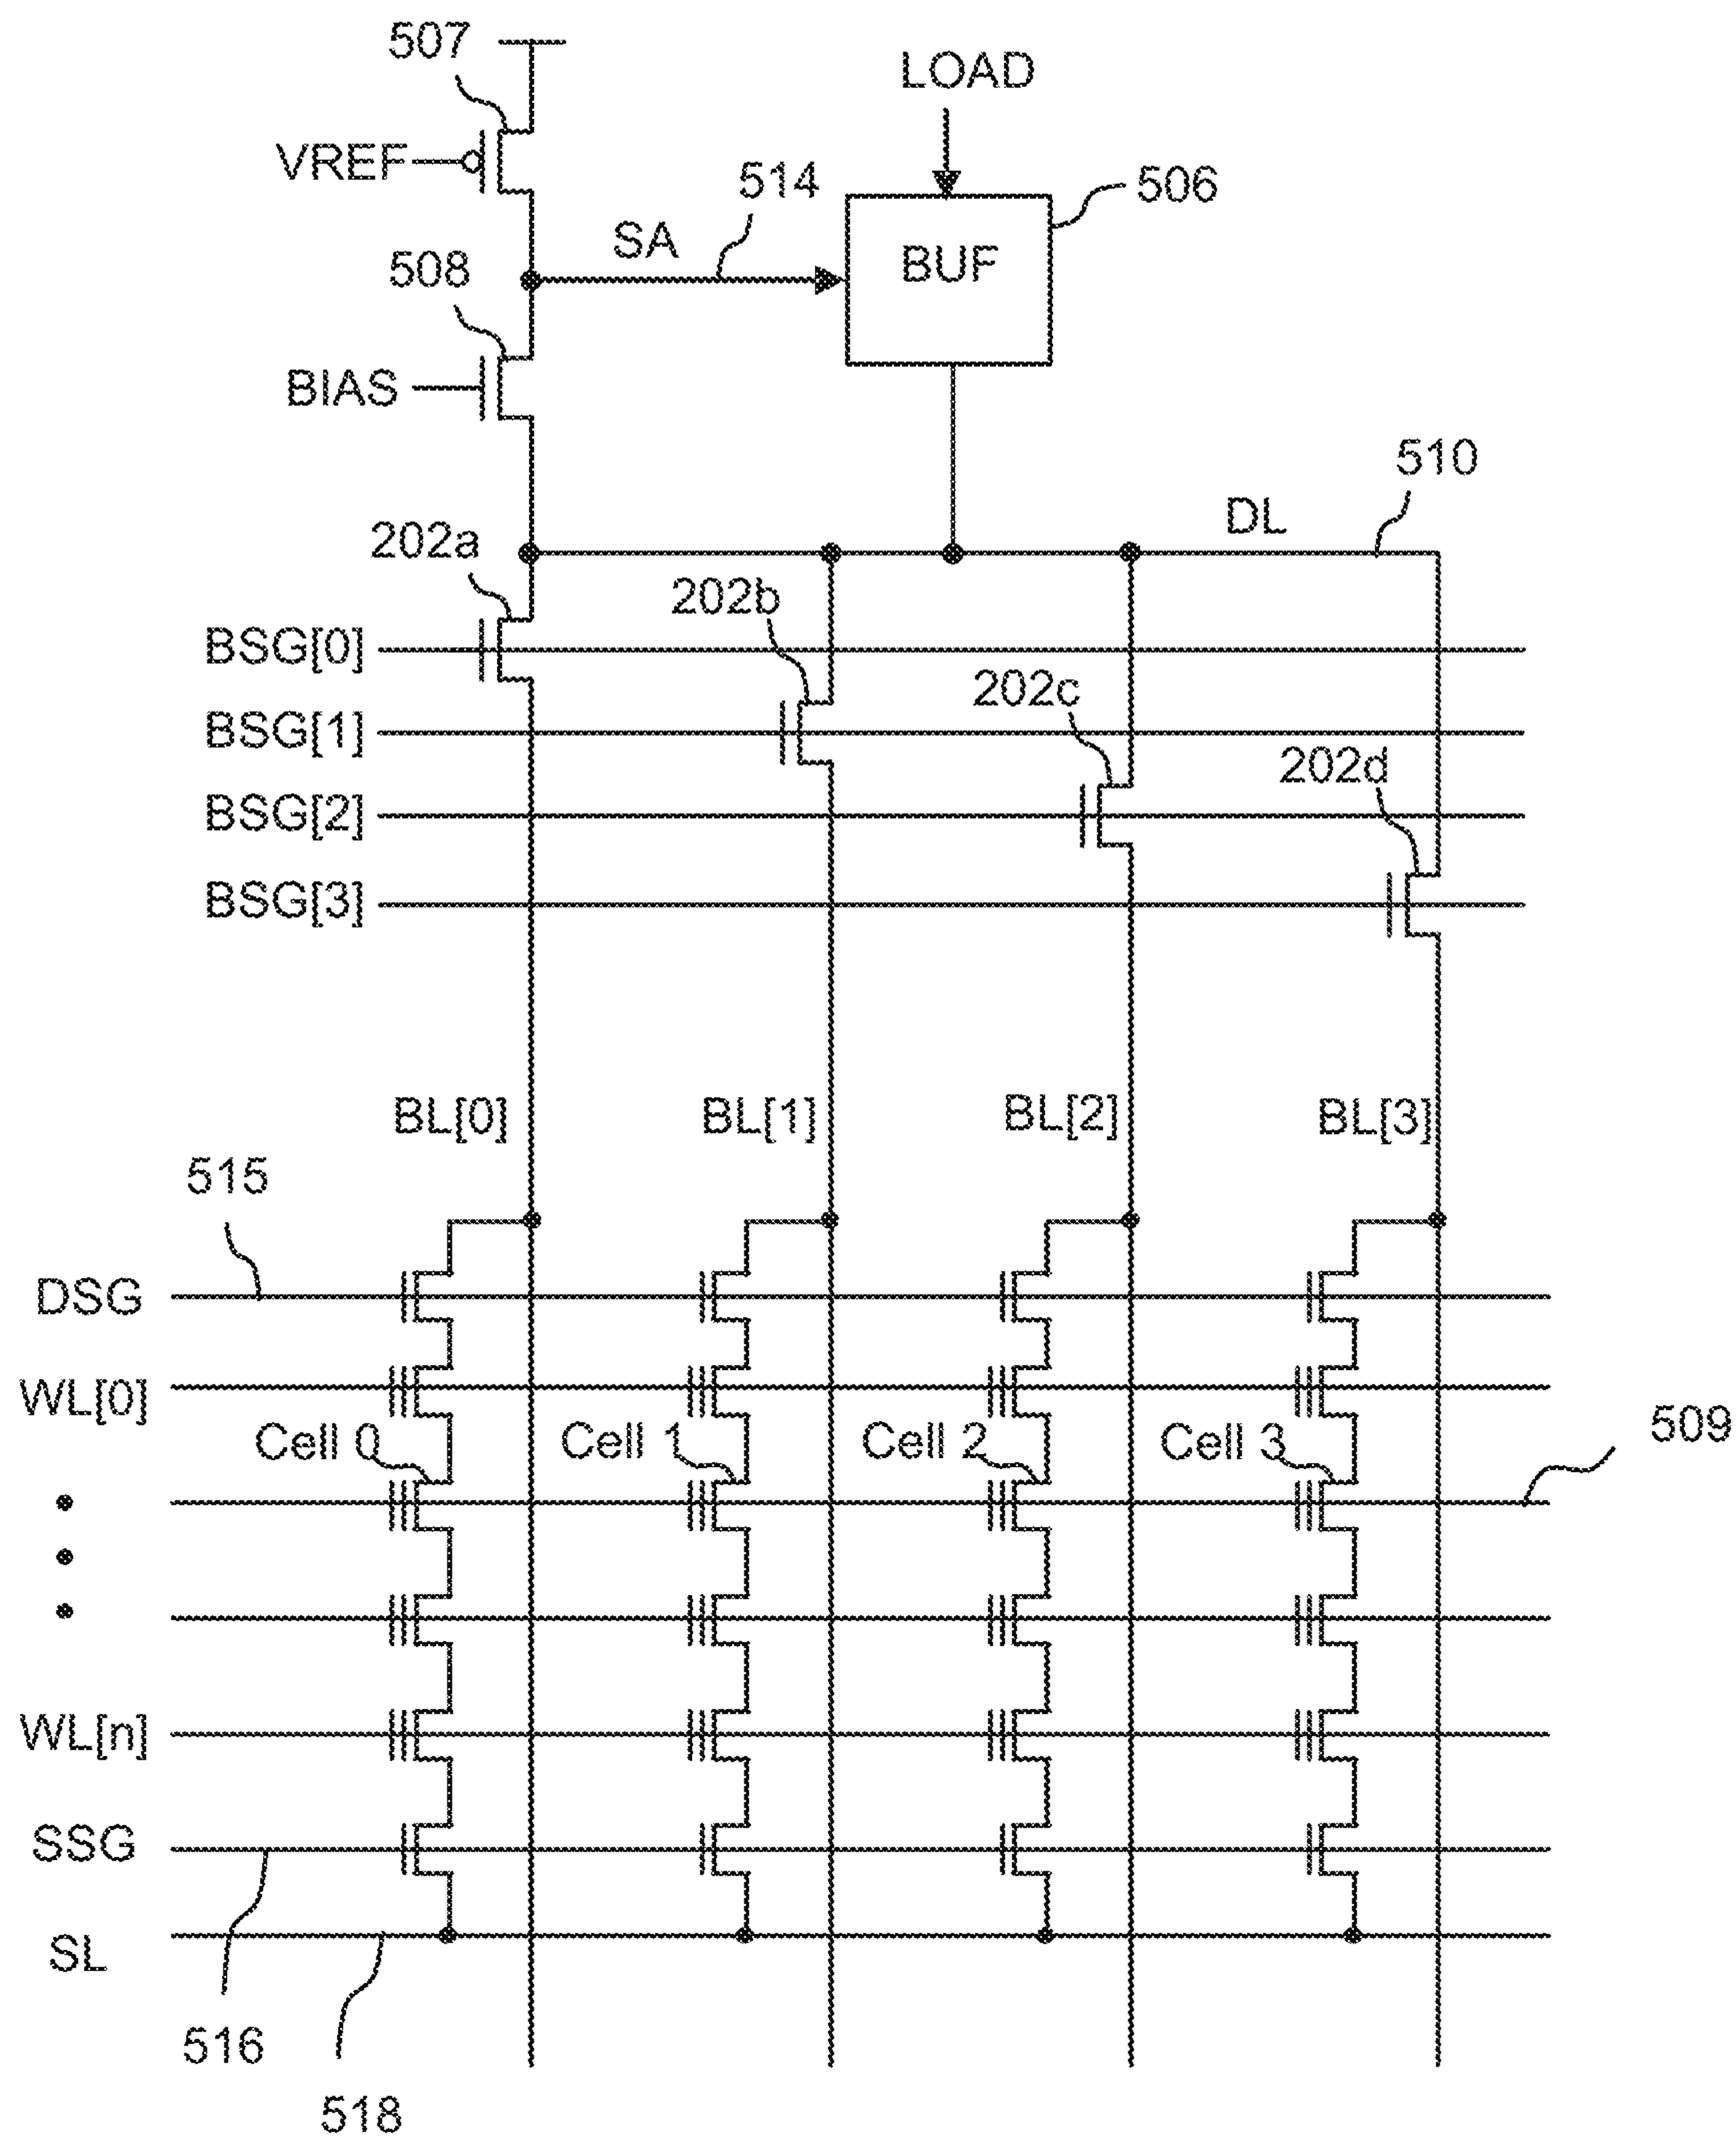 507
LOAD
VREF
514
506
SA
BUF
508
BIAS
510
DL
202a
202b
BSG[0]
202c
BSG[1]
202d
BSG[2]
BSG[3]
BL[0]
BL[1]
BL[2]
BL[3]
515
DSG
WL[0]
Cell 0
Cell 1
Cell 2
Cell 3
509
WL[n]
SSG
SL
516
518